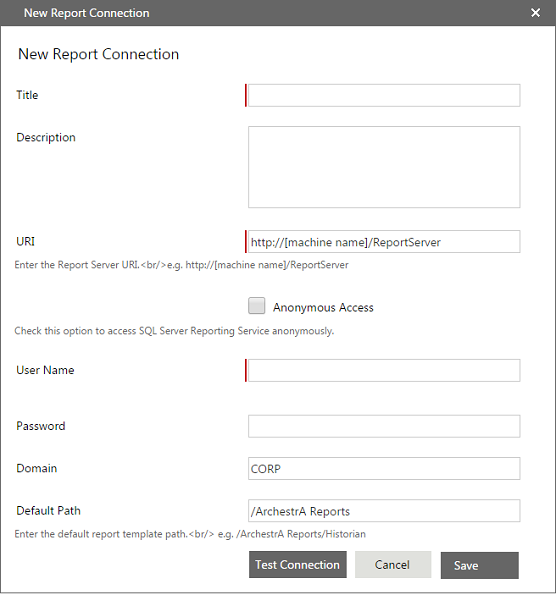 New Report Connection
New Report Connection
Title
Description
URI
http://[machine name]/ReportServer
Enter the Report Server URI.<br/>e.g. http://[machine name]/ReportServer
Anonymous Access
Check this option to access SQL Server Reporting Service anonymously.
User Name
Password
Domain
CORP
Default Path
/ArchestrA Reports
Enter the default report template path.<br/> e.g. /ArchestrA Reports/Historian
Test Connection
Cancel
Save